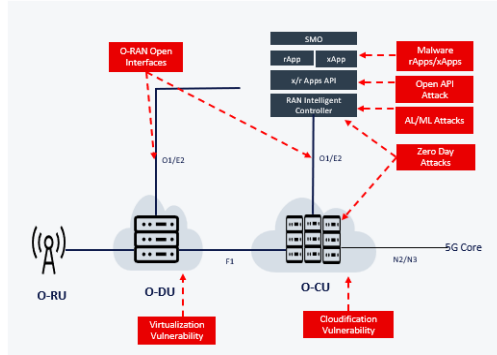 SMO
O-RAN Open
Interfaces
rApp
xApp
Malware
rApps/xApps
x/r Apps API
Open API
Attack
RAN Intelligent
Controller
AL/ML Attacks
O1/E2
O1/E2
Zero Day
Attacks
5G Core
F1
N2/N3
O-RU
O-DU
O-CU
Virtualization
Vulnerability
Cloudification
Vulnerability